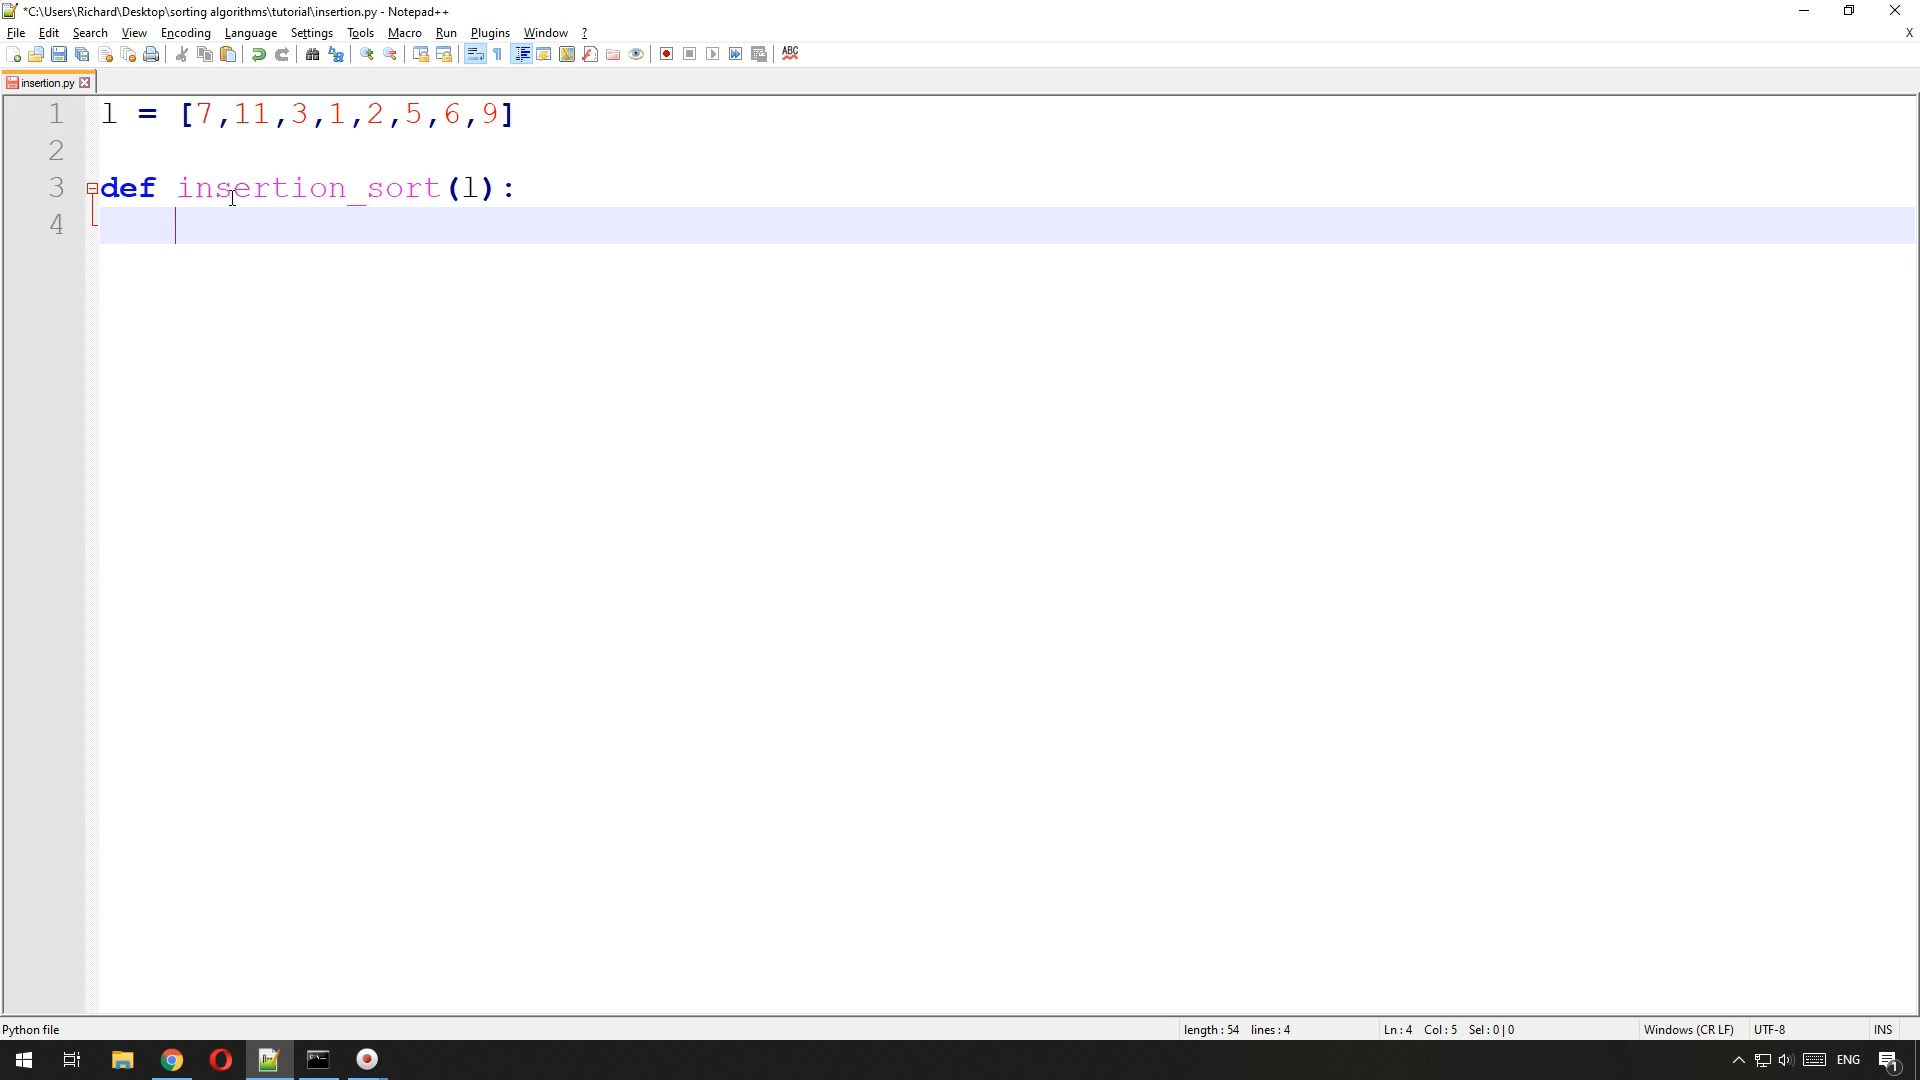 *C:\Users\Richard\Desktop\sorting algorithms\tutorial\insertion.py - Notepad++
File Edit Search View Encoding Language Settings Tools Macro Run Plugins Window ? X
ABC
insertion.py
1 l = [7,11,3,1,2,5,6,9]
2
3 def insertion_sort(l):
4
Python file length : 54 lines : 4 Ln : 4 Col : 5 Sel : 0 | 0 Windows (CR LF) UTF-8 INS
ENG 1